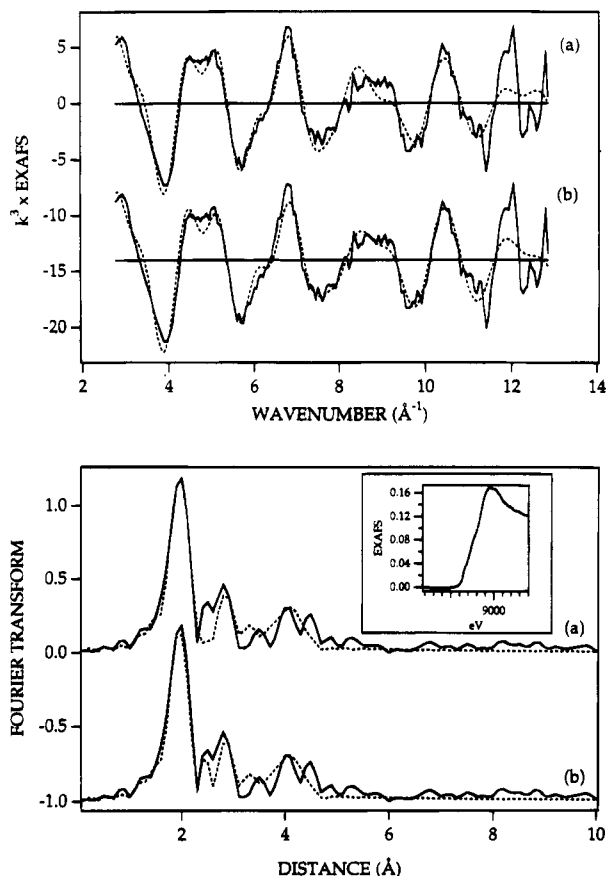 5
0
-5
-10
-15
-20
k³ x EXAFS
(a)
(b)
2 4 6 8 10 12 14
WAVENUMBER (Å⁻¹)
1.0
0.5
0.0
-0.5
-1.0
FOURIER TRANSFORM
0.16
0.12
0.08
0.04
0.00
EXAFS
9000
eV
(a)
(b)
2 4 6 8 10
DISTANCE (Å)